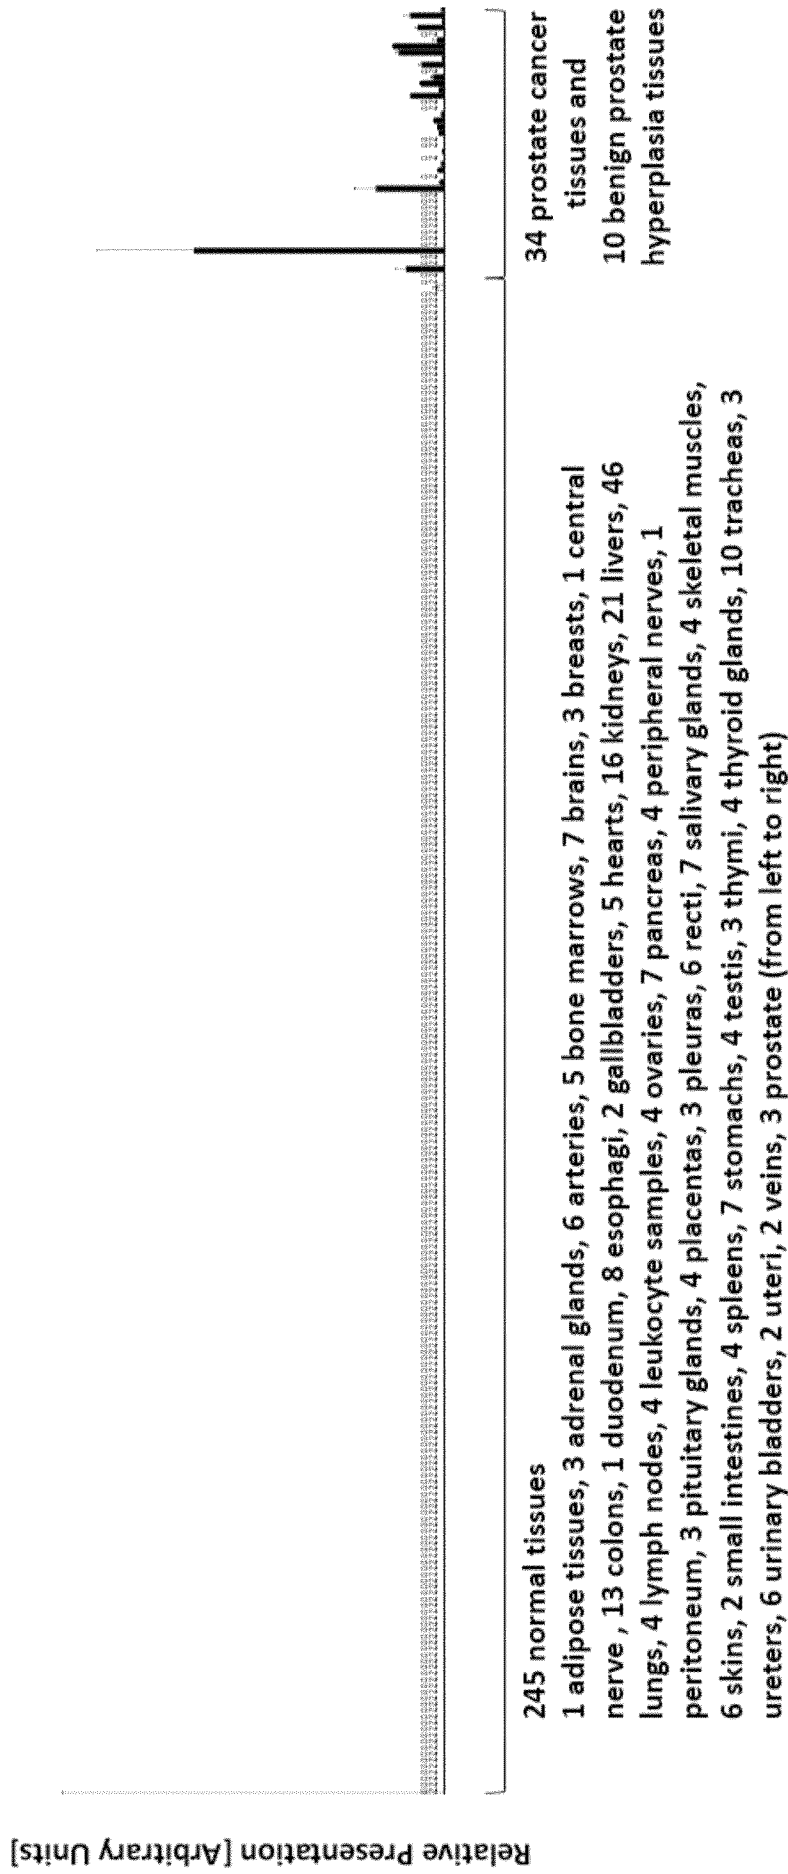 Relative Presentation [Arbitrary Units]
245 normal tissues
1 adipose tissues, 3 adrenal glands, 6 arteries, 5 bone marrows, 7 brains, 3 breasts, 1 central
nerve , 13 colons, 1 duodenum, 8 esophagi, 2 gallbladders, 5 hearts, 16 kidneys, 21 livers, 46
lungs, 4 lymph nodes, 4 leukocyte samples, 4 ovaries, 7 pancreas, 4 peripheral nerves, 1
peritoneum, 3 pituitary glands, 4 placentas, 3 pleuras, 6 recti, 7 salivary glands, 4 skeletal muscles,
6 skins, 2 small intestines, 4 spleens, 7 stomachs, 4 testis, 3 thymi, 4 thyroid glands, 10 tracheas, 3
ureters, 6 urinary bladders, 2 uteri, 2 veins, 3 prostate (from left to right)
34 prostate cancer
tissues and
10 benign prostate
hyperplasia tissues